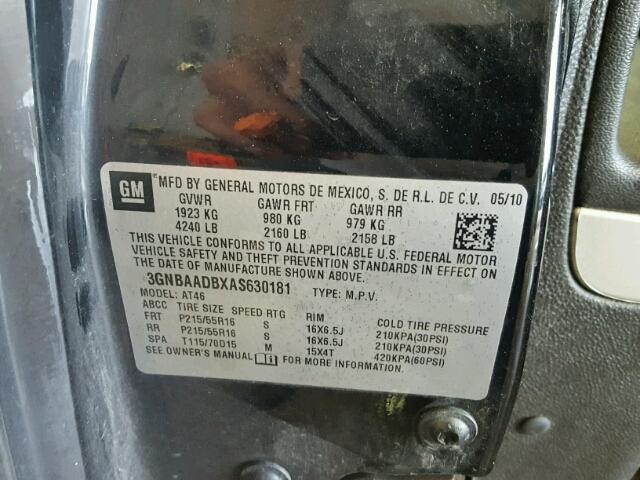 GM
MFD BY GENERAL MOTORS DE MEXICO, S. DE R.L. DE C.V. 05/10
GVWR GAWR FRT GAWR RR
1923 KG 980 KG 979 KG
4240 LB 2160 LB 2158 LB
THIS VEHICLE CONFORMS TO ALL APPLICABLE U.S. FEDERAL MOTOR
VEHICLE SAFETY AND THEFT PREVENTION STANDARDS IN EFFECT ON
THE DATE OF MANUFACTURE SHOWN ABOVE.
3GNBAADBXAS630181 TYPE: M.P.V.
MODEL: AT46
ABCC TIRE SIZE SPEED RTG RIM COLD TIRE PRESSURE
FRT P215/55R16 S 16X6.5J 210KPA(30PSI)
RR P215/55R16 S 16X6.5J 210KPA(30PSI)
SPA T115/70D15 M 15X4T 420KPA(60PSI)
SEE OWNER'S MANUAL FOR MORE INFORMATION.